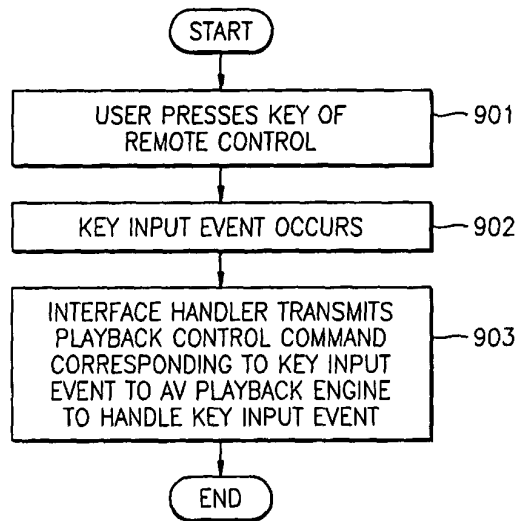 START
USER PRESSES KEY OF
REMOTE CONTROL
901
KEY INPUT EVENT OCCURS
902
INTERFACE HANDLER TRANSMITS
PLAYBACK CONTROL COMMAND
CORRESPONDING TO KEY INPUT
EVENT TO AV PLAYBACK ENGINE
TO HANDLE KEY INPUT EVENT
903
END